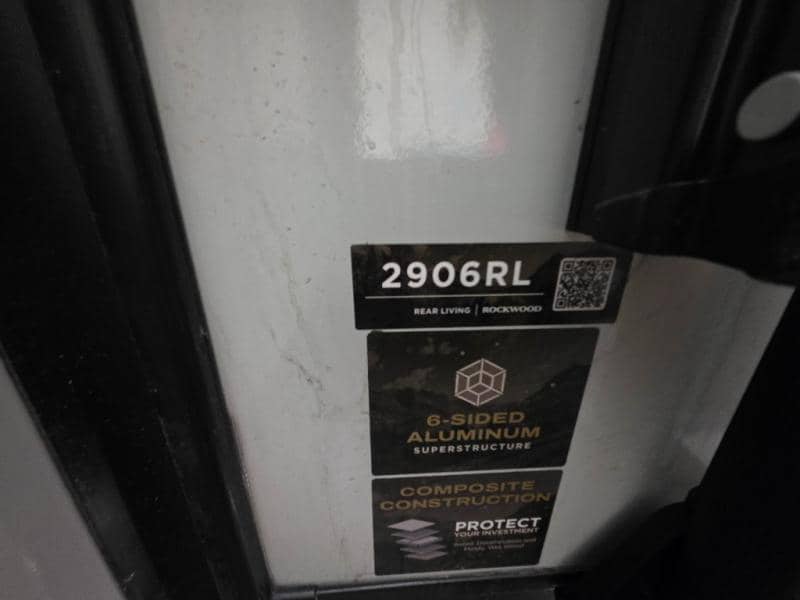 2906RL
REAR LIVING | ROCKWOOD
6-SIDED
ALUMINUM
SUPERSTRUCTURE
COMPOSITE
CONSTRUCTION
PROTECT
YOUR INVESTMENT